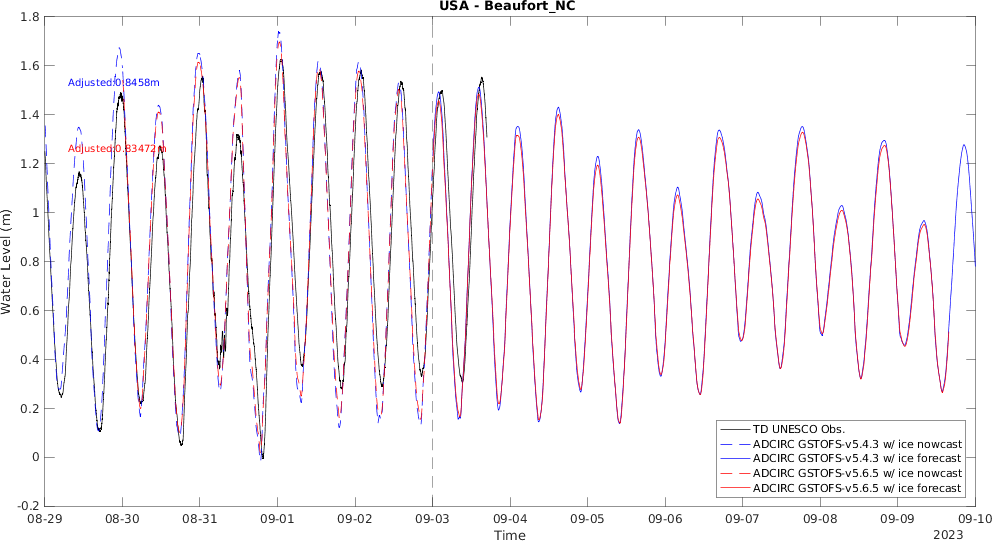 USA - Beaufort_NC
1.8
1.6
1.4
1.2
1
0.8
0.6
0.4
0.2
0
-0.2
Water Level (m)
Adjusted:0.8458m
Adjusted:0.83472m
TD UNESCO Obs.
ADCIRC GSTOFS-v5.4.3 w/ ice nowcast
ADCIRC GSTOFS-v5.4.3 w/ ice forecast
ADCIRC GSTOFS-v5.6.5 w/ ice nowcast
ADCIRC GSTOFS-v5.6.5 w/ ice forecast
08-29 08-30 08-31 09-01 09-02 09-03 09-04 09-05 09-06 09-07 09-08 09-09 09-10
Time
2023